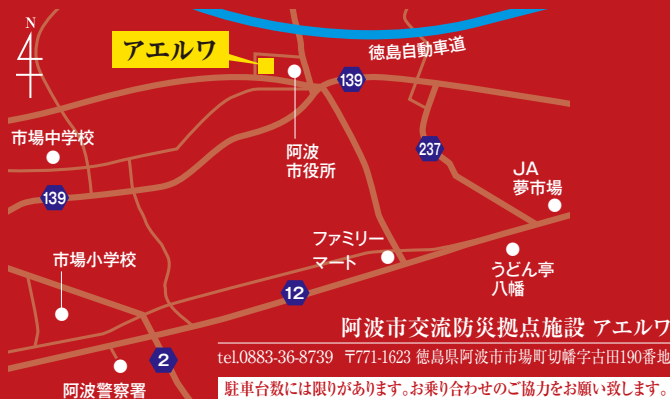 N
アエルワ
徳島自動車道
139
市場中学校
阿波
市役所
237
JA
夢市場
139
ファミリー
マート
市場小学校
うどん亭
八幡
12
阿波市交流防災拠点施設 アエルワ
2
tel.0883-36-8739 〒771-1623 徳島県阿波市市場町切幡字古田190番地
阿波警察署
駐車台数には限りがあります。お乗り合わせのご協力をお願い致します。